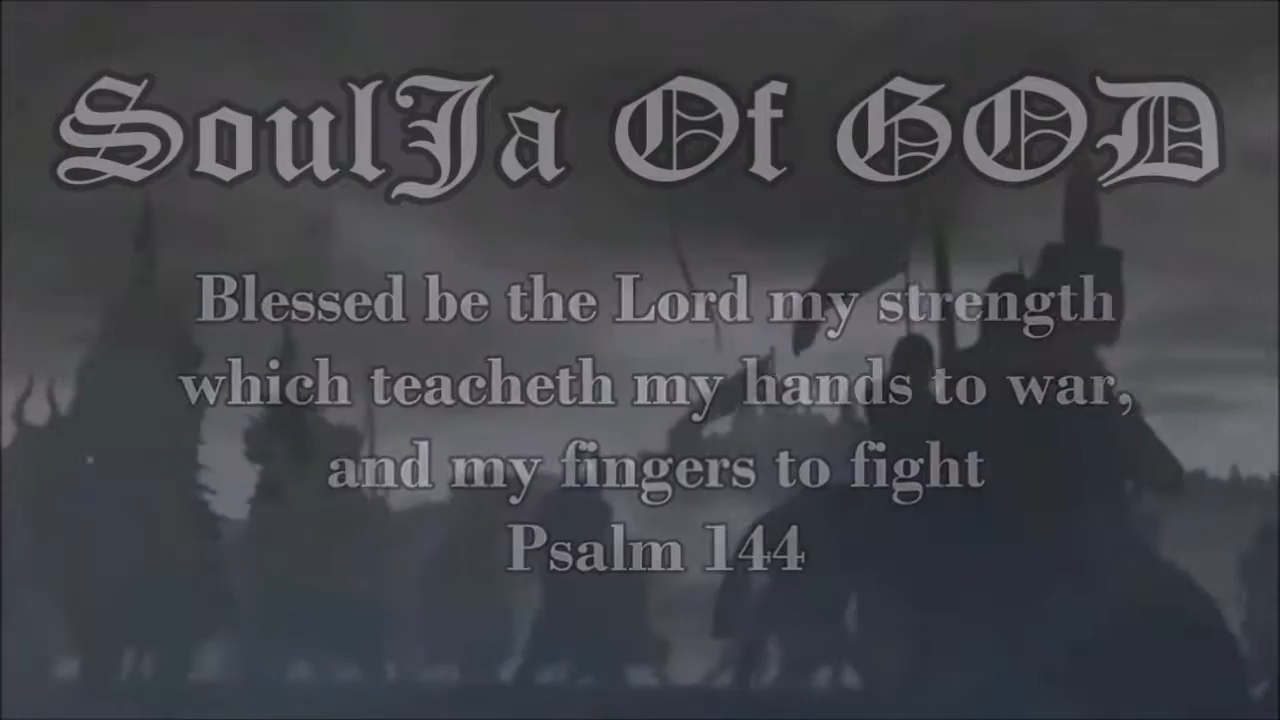 SoulJa Of GOD
Blessed be the Lord my strength
which teacheth my hands to war,
and my fingers to fight
Psalm 144